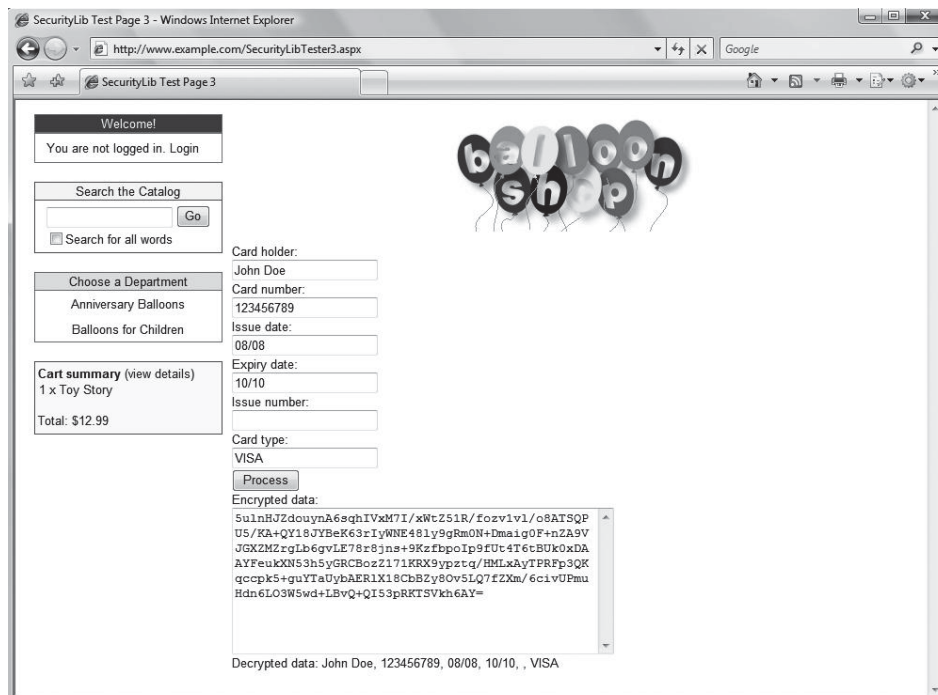 SecurityLib Test Page 3 - Windows Internet Explorer
http://www.example.com/SecurityLibTester3.aspx
Google
SecurityLib Test Page 3
Welcome!
You are not logged in. Login
Search the Catalog
Go
Search for all words
Choose a Department
Anniversary Balloons
Balloons for Children
Cart summary (view details)
1 x Toy Story
Total: $12.99
balloon
shop
Card holder:
John Doe
Card number:
123456789
Issue date:
08/08
Expiry date:
10/10
Issue number:
Card type:
VISA
Process
Encrypted data:
5ulnHJZdouynA6sqhIVxM7I/xWtZ51R/fozv1vl/o8ATSQP
U5/KA+QY18JYBeK63rIyWNE48ly9gRm0N+Dmaig0F+nZA9V
JGXZMZrgLb6gvLE78r8jns+9KzfbpoIp9fUt4T6tBUk0xDA
AYFeukXN53h5yGRCBozZ171KRX9ypztq/HMLxAyTPRFp3QK
qccpk5+guYTaUybAERlX18CbBZy8Ov5LQ7fZXm/6civUPmu
Hdn6LO3W5wd+LBvQ+QI53pRKTSVkh6AY=
Decrypted data: John Doe, 123456789, 08/08, 10/10, , VISA